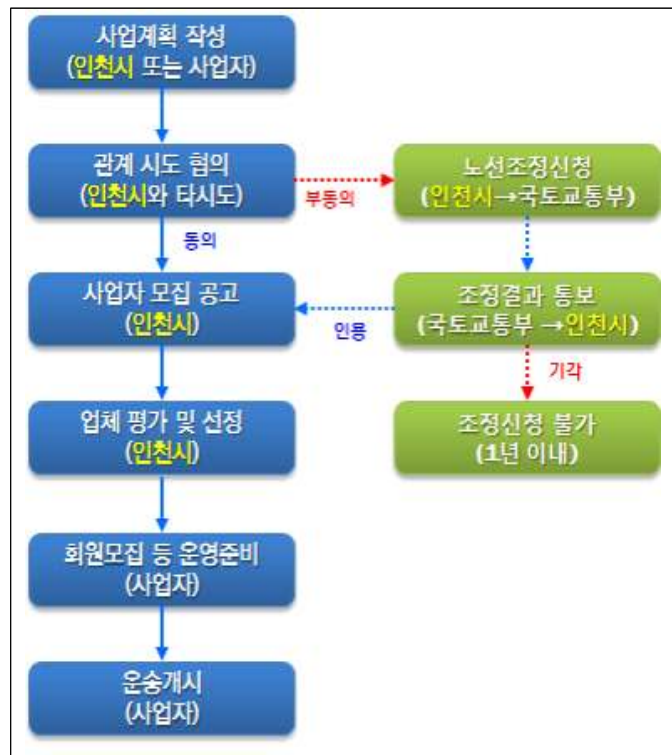 사업계획 작성
(인천시 또는 사업자)
관계 시도 협의
(인천시와 타시도)
부동의
노선조정신청
(인천시→국토교통부)
동의
사업자 모집 공고
(인천시)
인용
조정결과 통보
(국토교통부 →인천시)
기각
업체 평가 및 선정
(인천시)
조정신청 불가
(1년 이내)
회원모집 등 운영준비
(사업자)
운송개시
(사업자)